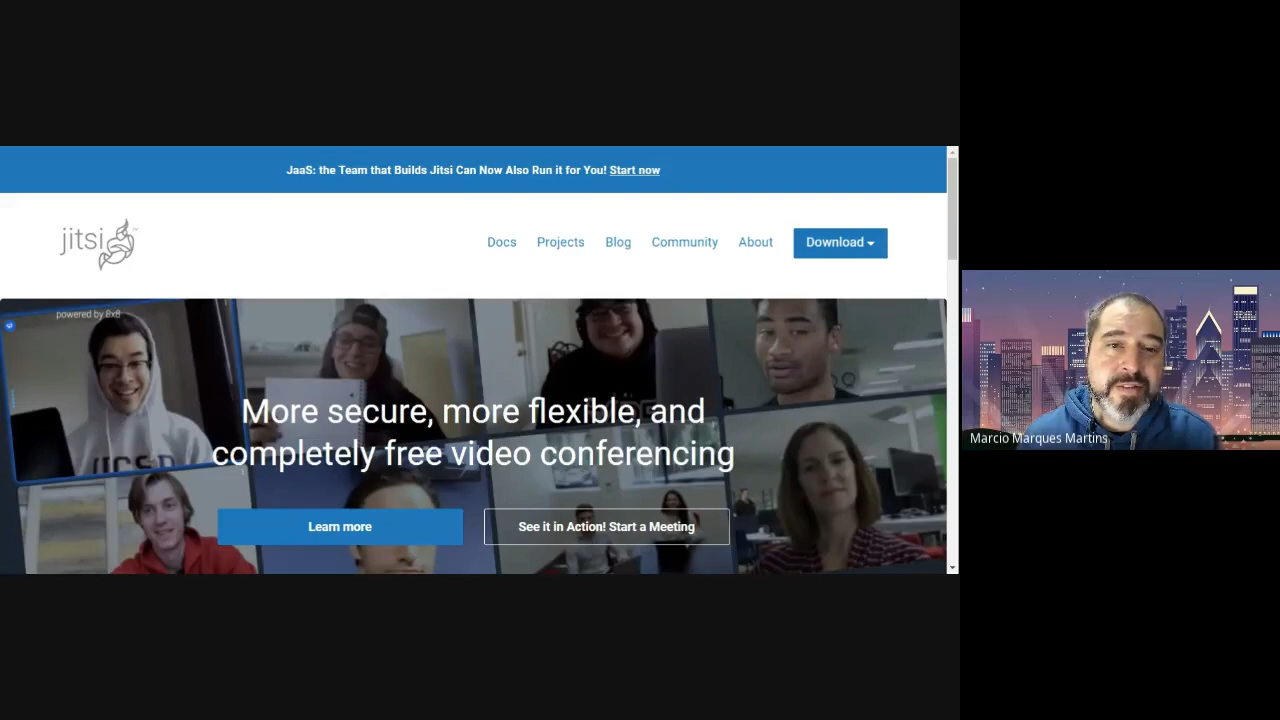 JaaS: the Team that Builds Jitsi Can Now Also Run it for You! Start now
jitsi
Docs Projects Blog Community About Download
powered by 8x8
UCSD
More secure, more flexible, and
completely free video conferencing
Learn more See it in Action! Start a Meeting
Marcio Marques Martins